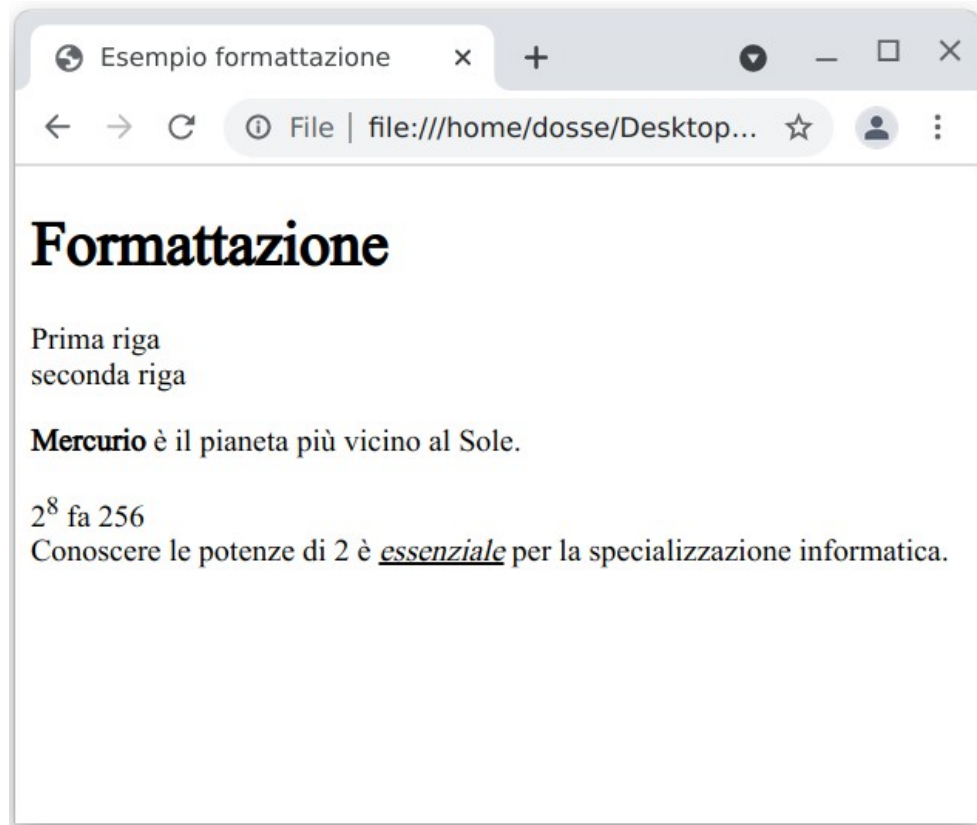 Esempio formattazione
File | file:///home/dosse/Desktop...
Formattazione
Prima riga
seconda riga
Mercurio è il pianeta più vicino al Sole.
2⁸ fa 256
Conoscere le potenze di 2 è essenziale per la specializzazione informatica.